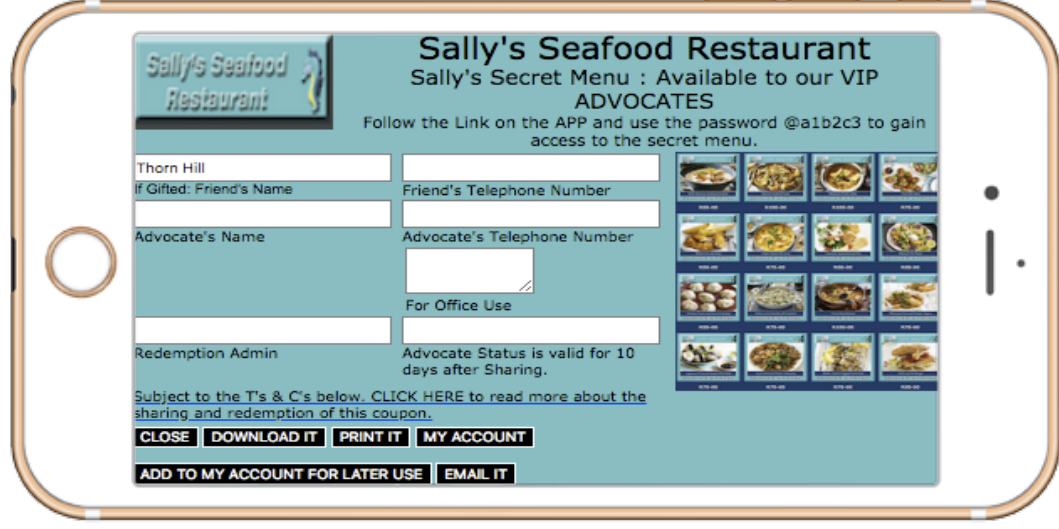 Sally's Seafood
Restaurant
Sally's Seafood Restaurant
Sally's Secret Menu : Available to our VIP
ADVOCATES
Follow the Link on the APP and use the password @a1b2c3 to gain
access to the secret menu.
Thorn Hill
If Gifted: Friend's Name
Friend's Telephone Number
Advocate's Name
Advocate's Telephone Number
For Office Use
Redemption Admin
Advocate Status is valid for 10
days after Sharing.
Subject to the T's & C's below. CLICK HERE to read more about the
sharing and redemption of this coupon.
CLOSE DOWNLOAD IT PRINT IT MY ACCOUNT
ADD TO MY ACCOUNT FOR LATER USE EMAIL IT